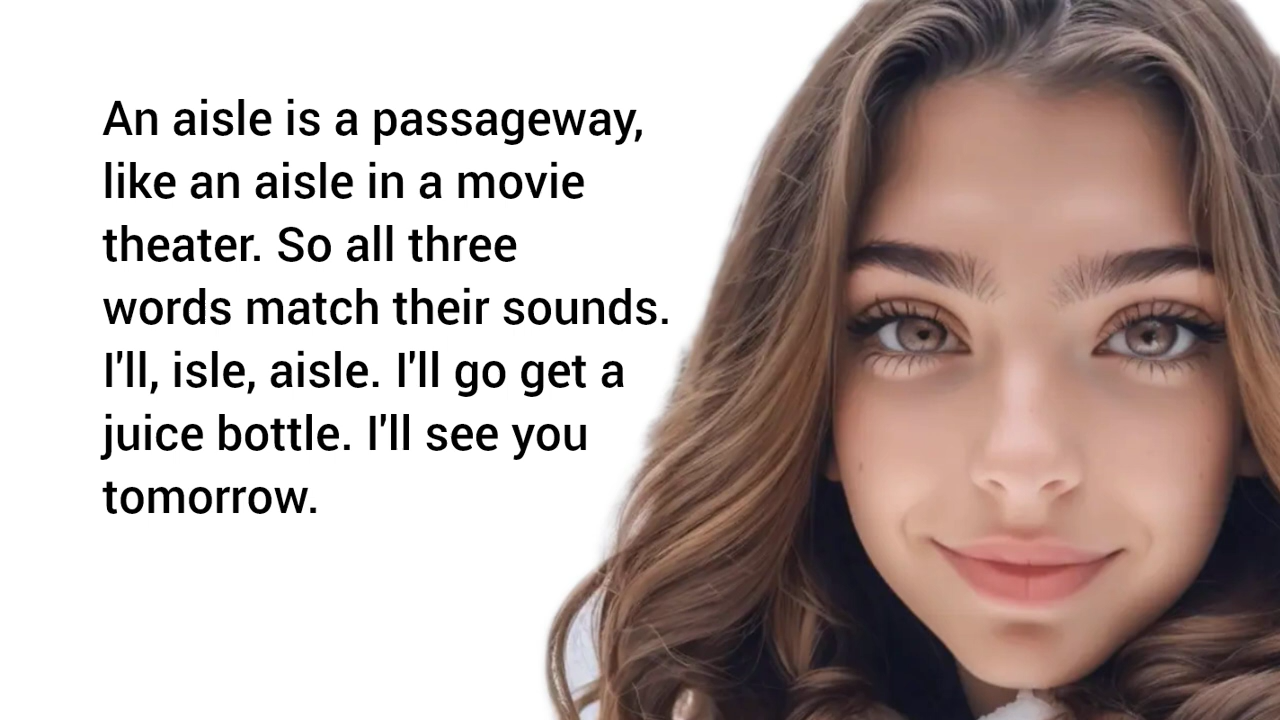 An aisle is a passageway,
like an aisle in a movie
theater. So all three
words match their sounds.
I'll, isle, aisle. I'll go get a
juice bottle. I'll see you
tomorrow.